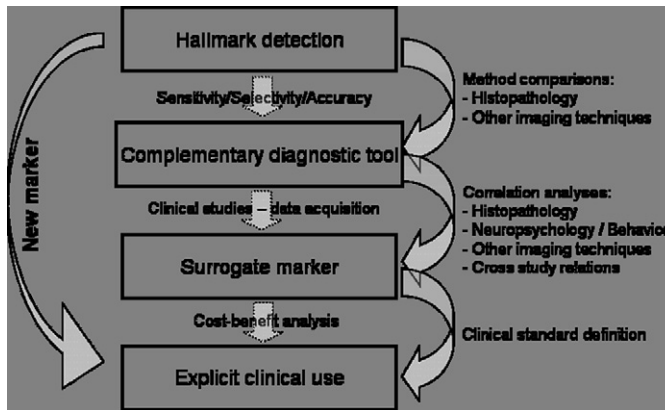 Hallmark detection
Sensitivity/Selectivity/Accuracy
Method comparisons:
- Histopathology
- Other imaging techniques
Complementary diagnostic tool
Clinical studies – data acquisition
Correlation analyses:
- Histopathology
- Neuropsychology / Behavior
- Other imaging techniques
- Cross study relations
New marker
Surrogate marker
Cost-benefit analysis
Clinical standard definition
Explicit clinical use